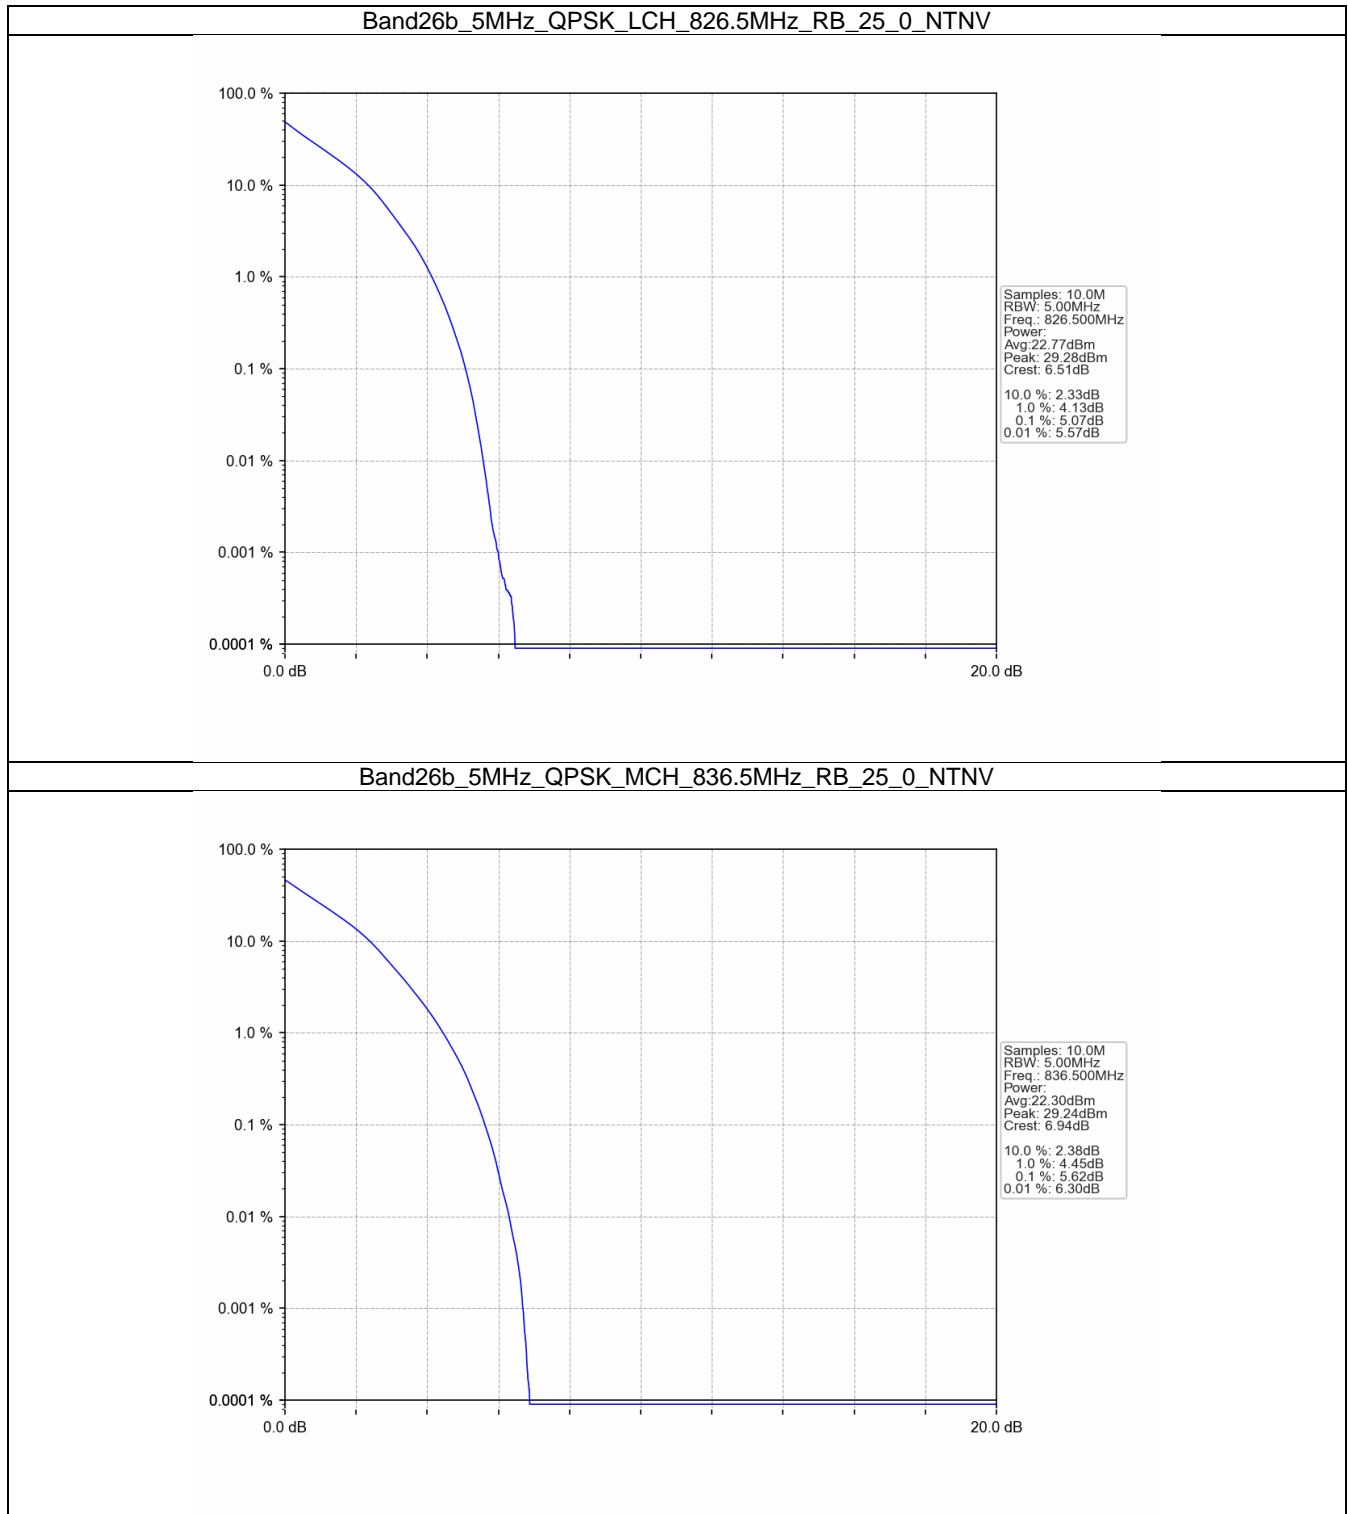 Band26b_5MHz_QPSK_LCH_826.5MHz_RB_25_0_NTNV
100.0 %
10.0 %
1.0 %
0.1 %
0.01 %
0.001 %
0.0001 %
0.0 dB
20.0 dB
Samples: 10.0M
RBW: 5.00MHz
Freq.: 826.500MHz
Power:
Avg:22.77dBm
Peak: 29.28dBm
Crest: 6.51dB
10.0 %: 2.33dB
1.0 %: 4.13dB
0.1 %: 5.07dB
0.01 %: 5.57dB
Band26b_5MHz_QPSK_MCH_836.5MHz_RB_25_0_NTNV
100.0 %
10.0 %
1.0 %
0.1 %
0.01 %
0.001 %
0.0001 %
0.0 dB
20.0 dB
Samples: 10.0M
RBW: 5.00MHz
Freq.: 836.500MHz
Power:
Avg:22.30dBm
Peak: 29.24dBm
Crest: 6.94dB
10.0 %: 2.38dB
1.0 %: 4.45dB
0.1 %: 5.62dB
0.01 %: 6.30dB